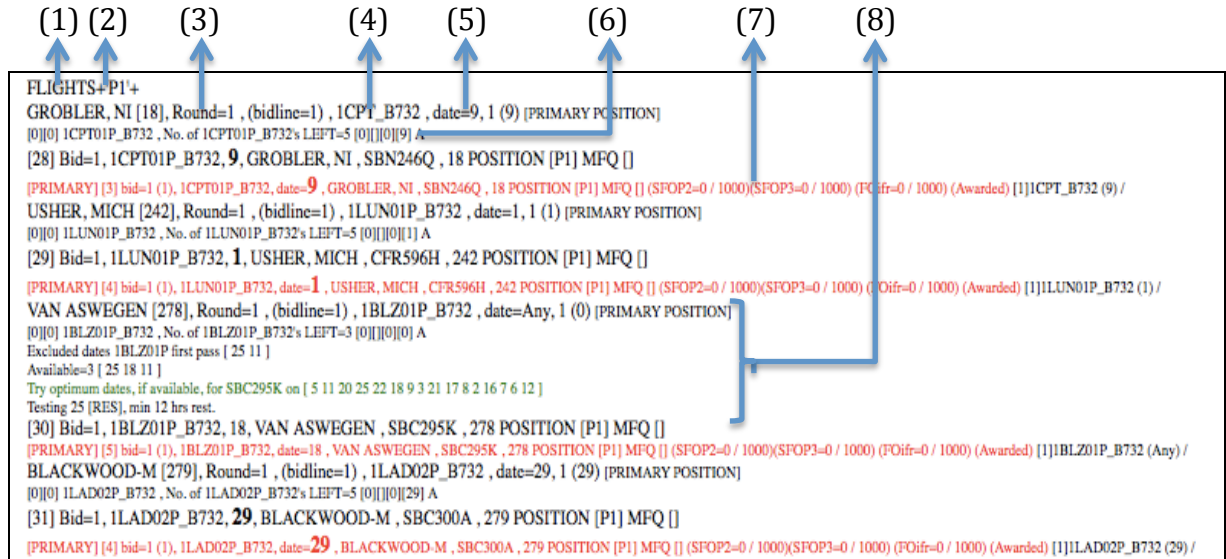 (1) (2) (3) (4) (5) (6) (7) (8)
FLIGHTS+'P1'+
GROBLER, NI [18], Round=1 , (bidline=1) , 1CPT_B732 , date=9, 1 (9) [PRIMARY POSITION]
[0][0] 1CPT01P_B732 , No. of 1CPT01P_B732's LEFT=5 [0][][0][9] A
[28] Bid=1, 1CPT01P_B732, 9, GROBLER, NI , SBN246Q , 18 POSITION [P1] MFQ []
[PRIMARY] [3] bid=1 (1), 1CPT01P_B732, date=9 , GROBLER, NI , SBN246Q , 18 POSITION [P1] MFQ [] (SFOP2=0 / 1000)(SFOP3=0 / 1000) (FOifr=0 / 1000) (Awarded) [1]1CPT_B732 (9) /
USHER, MICH [242], Round=1 , (bidline=1) , 1LUN01P_B732 , date=1, 1 (1) [PRIMARY POSITION]
[0][0] 1LUN01P_B732 , No. of 1LUN01P_B732's LEFT=5 [0][][0][1] A
[29] Bid=1, 1LUN01P_B732, 1, USHER, MICH , CFR596H , 242 POSITION [P1] MFQ []
[PRIMARY] [4] bid=1 (1), 1LUN01P_B732, date=1 , USHER, MICH , CFR596H , 242 POSITION [P1] MFQ [] (SFOP2=0 / 1000)(SFOP3=0 / 1000) (FOifr=0 / 1000) (Awarded) [1]1LUN01P_B732 (1) /
VAN ASWEGEN [278], Round=1 , (bidline=1) , 1BLZ01P_B732 , date=Any, 1 (0) [PRIMARY POSITION]
[0][0] 1BLZ01P_B732 , No. of 1BLZ01P_B732's LEFT=3 [0][][0][0] A
Excluded dates 1BLZ01P first pass [ 25 11 ]
Available=3 [ 25 18 11 ]
Try optimum dates, if available, for SBC295K on [ 5 11 20 25 22 18 9 3 21 17 8 2 16 7 6 12 ]
Testing 25 [RES], min 12 hrs rest.
[30] Bid=1, 1BLZ01P_B732, 18, VAN ASWEGEN , SBC295K , 278 POSITION [P1] MFQ []
[PRIMARY] [5] bid=1 (1), 1BLZ01P_B732, date=18 , VAN ASWEGEN , SBC295K , 278 POSITION [P1] MFQ [] (SFOP2=0 / 1000)(SFOP3=0 / 1000) (FOifr=0 / 1000) (Awarded) [1]1BLZ01P_B732 (Any) /
BLACKWOOD-M [279], Round=1 , (bidline=1) , 1LAD02P_B732 , date=29, 1 (29) [PRIMARY POSITION]
[0][0] 1LAD02P_B732 , No. of 1LAD02P_B732's LEFT=5 [0][][0][29] A
[31] Bid=1, 1LAD02P_B732, 29, BLACKWOOD-M , SBC300A , 279 POSITION [P1] MFQ []
[PRIMARY] [4] bid=1 (1), 1LAD02P_B732, date=29 , BLACKWOOD-M , SBC300A , 279 POSITION [P1] MFQ [] (SFOP2=0 / 1000)(SFOP3=0 / 1000) (FOifr=0 / 1000) (Awarded) [1]1LAD02P_B732 (29) /